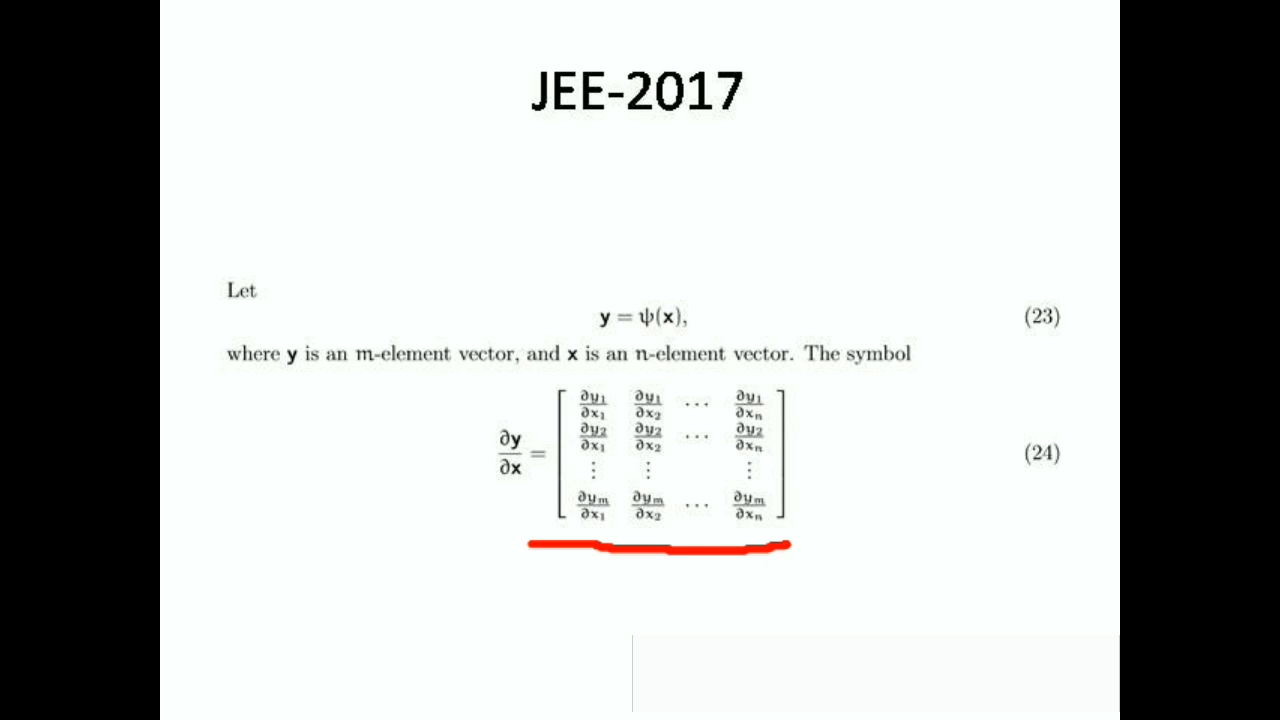 JEE-2017
Let
y = ψ(x), (23)
where y is an m-element vector, and x is an n-element vector. The symbol
∂y/∂x = [ ∂y₁/∂x₁ ∂y₁/∂x₂ ··· ∂y₁/∂xₙ
∂y₂/∂x₁ ∂y₂/∂x₂ ··· ∂y₂/∂xₙ
⋮ ⋮ ⋮
∂yₘ/∂x₁ ∂yₘ/∂x₂ ··· ∂yₘ/∂xₙ ] (24)